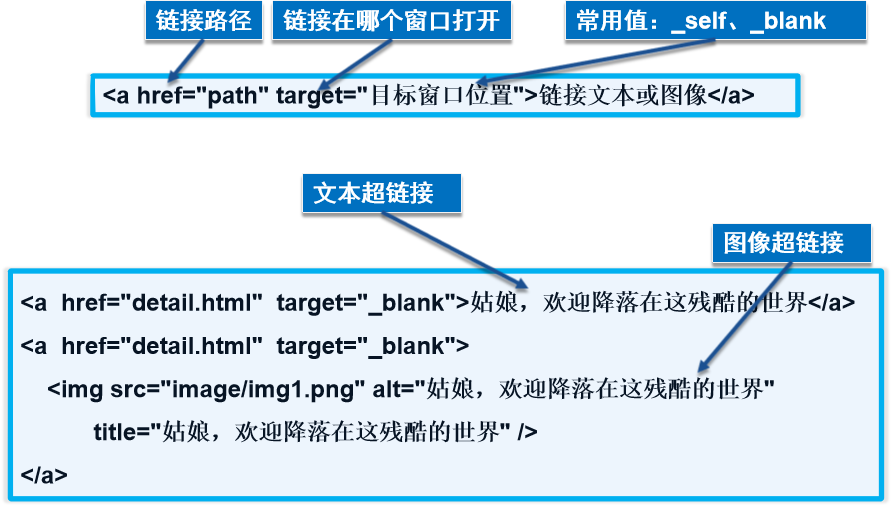 链接路径
链接在哪个窗口打开
常用值：_self、_blank
<a href="path" target="目标窗口位置">链接文本或图像</a>
文本超链接
图像超链接
<a  href="detail.html"  target="_blank">姑娘，欢迎降落在这残酷的世界</a>
<a  href="detail.html"  target="_blank">
<img src="image/img1.png" alt="姑娘，欢迎降落在这残酷的世界"
title="姑娘，欢迎降落在这残酷的世界" />
</a>